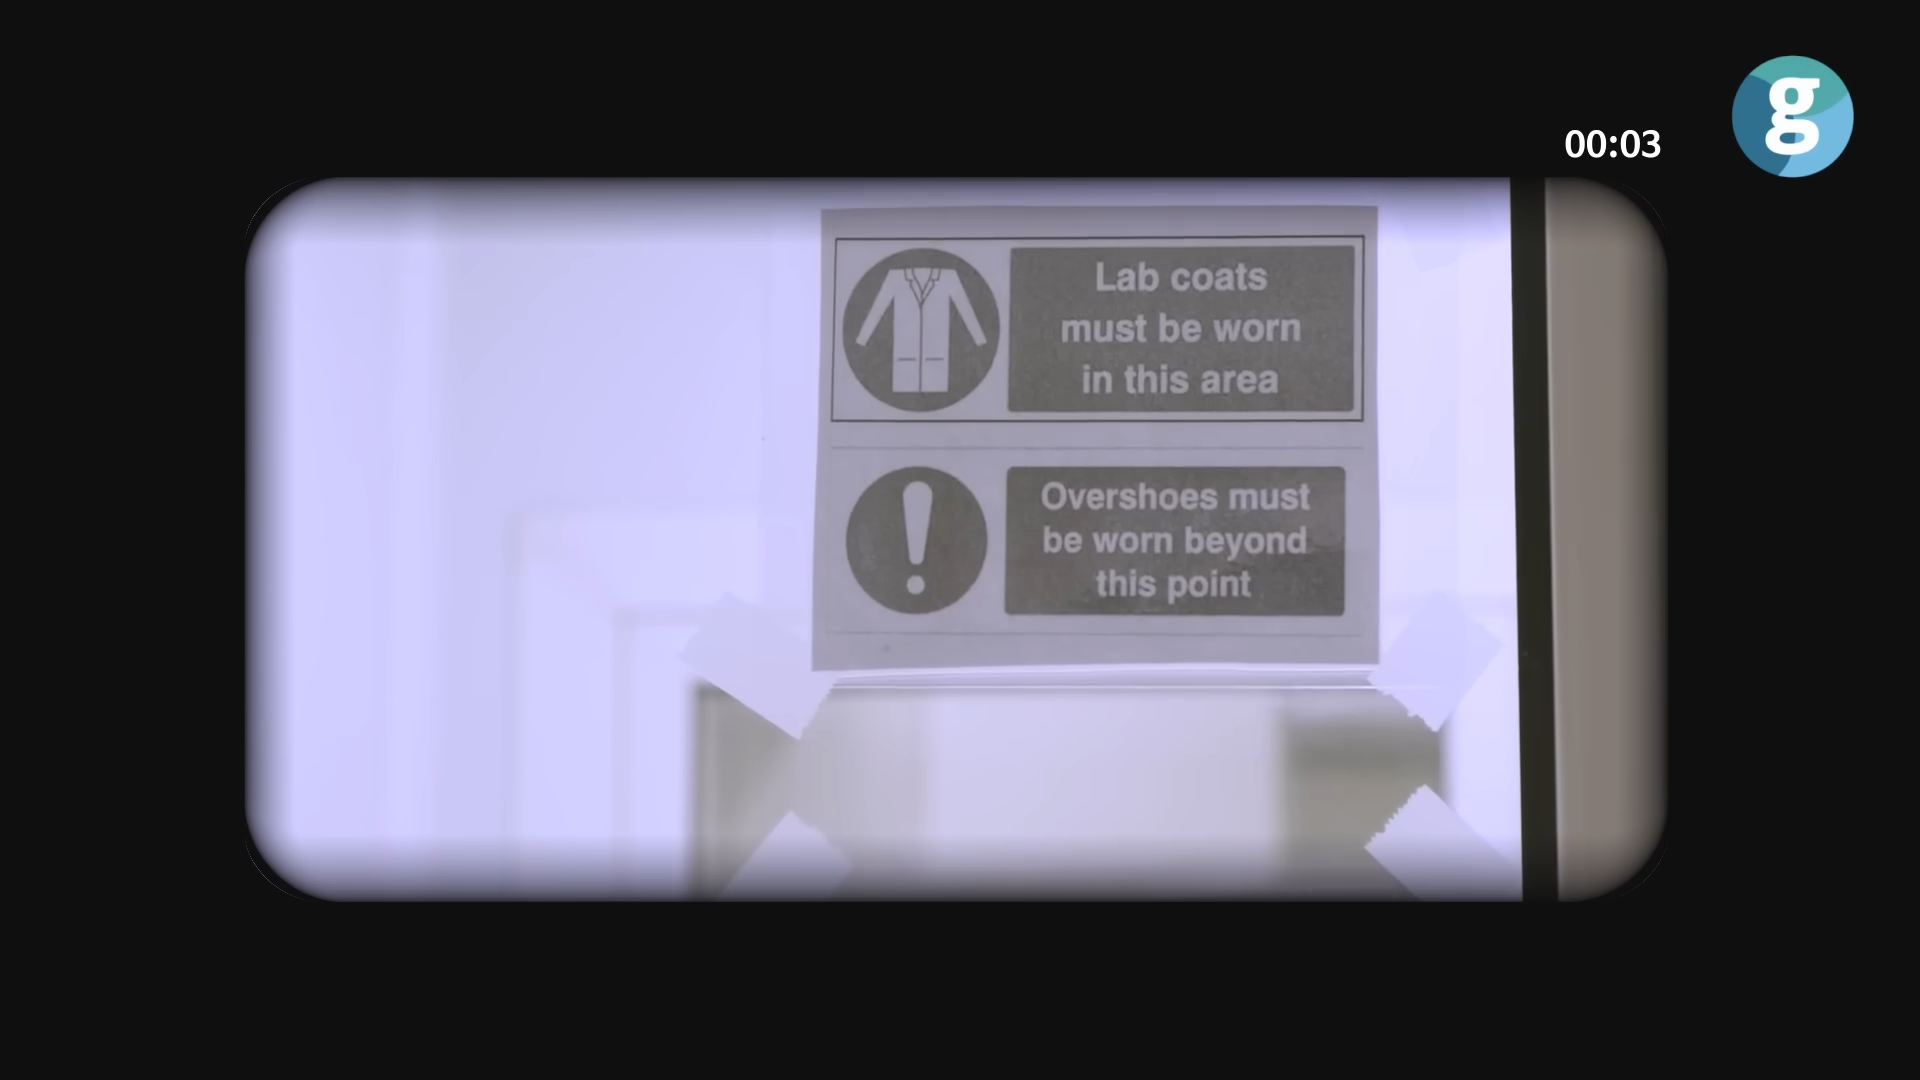 g
00:03
Lab coats
must be worn
in this area
Overshoes must
be worn beyond
this point